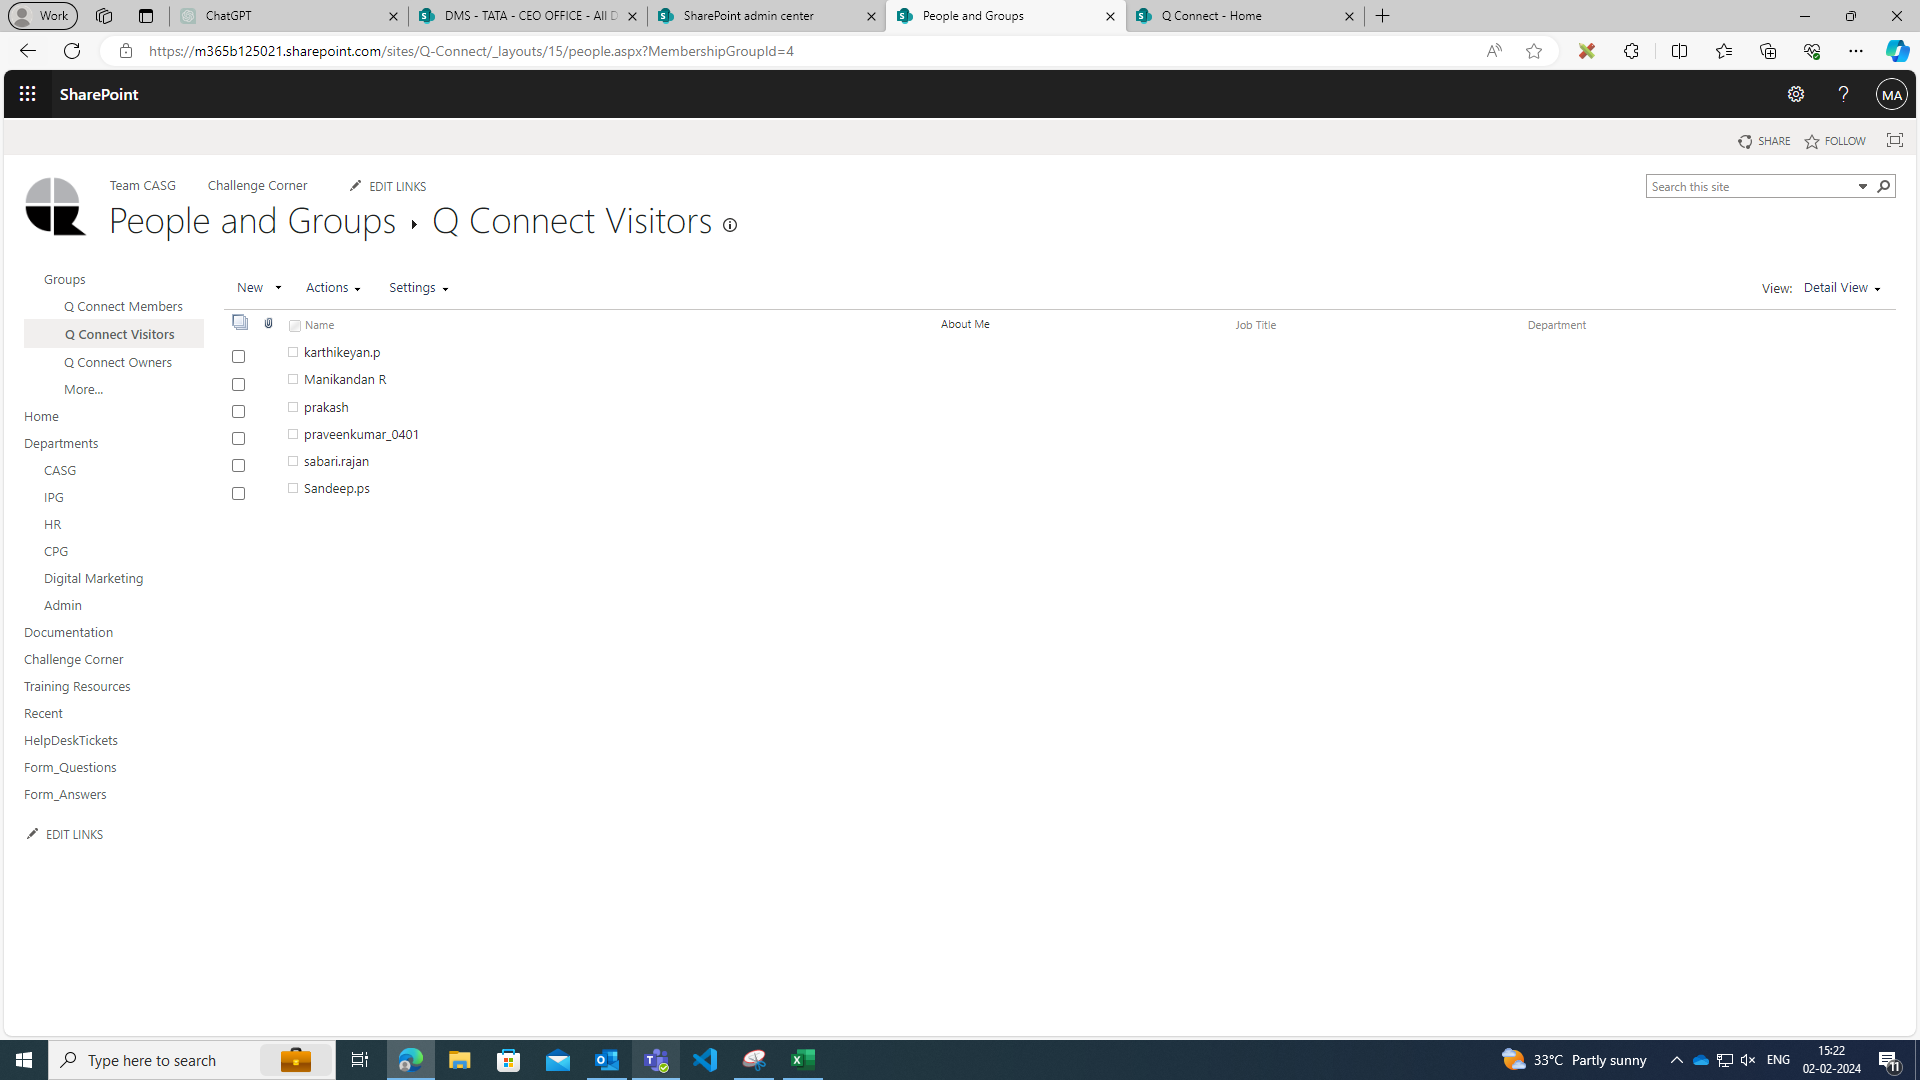 Work
ChatGPT
DMS - TATA - CEO OFFICE - All D
SharePoint admin center
People and Groups
Q Connect - Home
https://m365b125021.sharepoint.com/sites/Q-Connect/_layouts/15/people.aspx?MembershipGroupId=4
SharePoint
MA
SHARE
FOLLOW
Team CASG
Challenge Corner
EDIT LINKS
Search this site
People and Groups ▸ Q Connect Visitors
Groups
Q Connect Members
Q Connect Visitors
Q Connect Owners
More...
Home
Departments
CASG
IPG
HR
CPG
Digital Marketing
Admin
Documentation
Challenge Corner
Training Resources
Recent
HelpDeskTickets
Form_Questions
Form_Answers
EDIT LINKS
New
Actions
Settings
View:
Detail View
Name
About Me
Job Title
Department
karthikeyan.p
Manikandan R
prakash
praveenkumar_0401
sabari.rajan
Sandeep.ps
Type here to search
33°C Partly sunny
ENG
15:22
02-02-2024
11